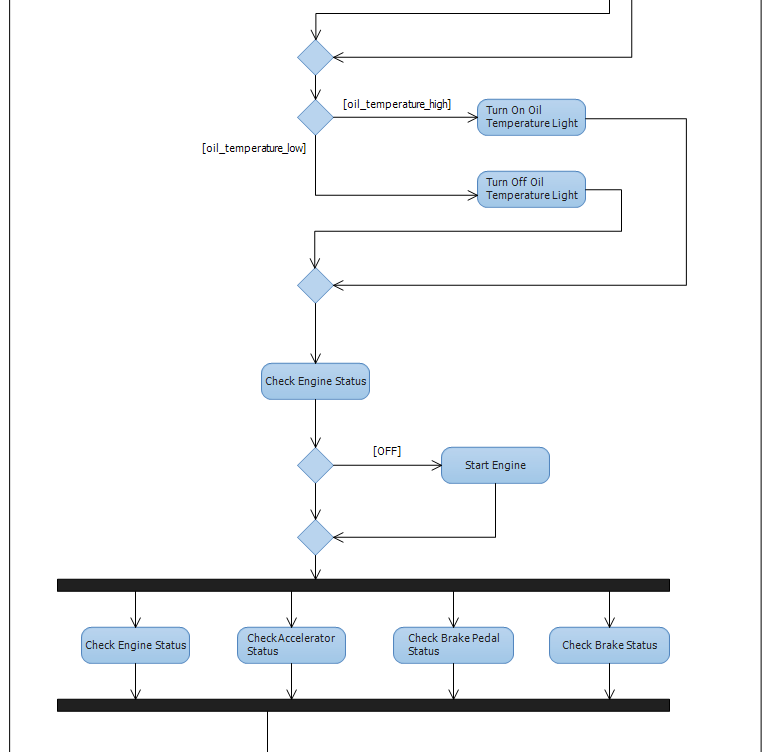 [oil_temperature_high]
Turn On Oil
Temperature Light
[oil_temperature_low]
Turn Off Oil
Temperature Light
Check Engine Status
[OFF]
Start Engine
Check Engine Status
Check Accelerator
Status
Check Brake Pedal
Status
Check Brake Status